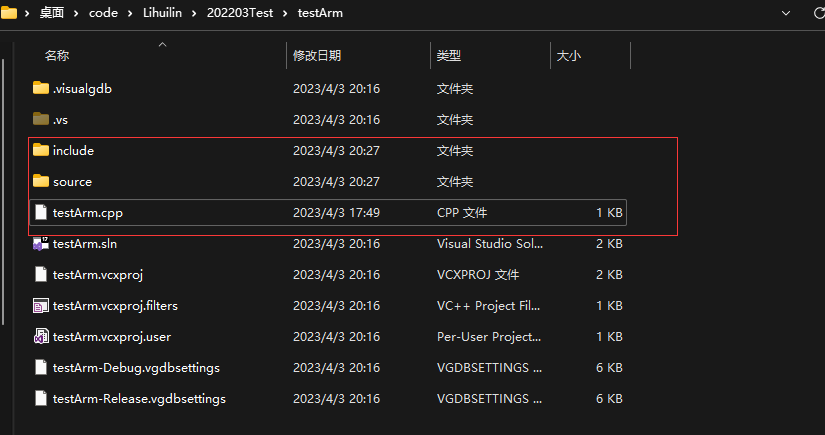 桌面 > code > Lihuilin > 202203Test > testArm
名称 修改日期 类型 大小
.visualgdb 2023/4/3 20:16 文件夹
.vs 2023/4/3 20:16 文件夹
include 2023/4/3 20:27 文件夹
source 2023/4/3 20:27 文件夹
testArm.cpp 2023/4/3 17:49 CPP 文件 1 KB
testArm.sln 2023/4/3 20:16 Visual Studio Sol... 2 KB
testArm.vcxproj 2023/4/3 20:16 VCXPROJ 文件 2 KB
testArm.vcxproj.filters 2023/4/3 20:16 VC++ Project Fil... 1 KB
testArm.vcxproj.user 2023/4/3 20:16 Per-User Project... 1 KB
testArm-Debug.vgdbsettings 2023/4/3 20:16 VGDBSETTINGS ... 6 KB
testArm-Release.vgdbsettings 2023/4/3 20:16 VGDBSETTINGS ... 6 KB